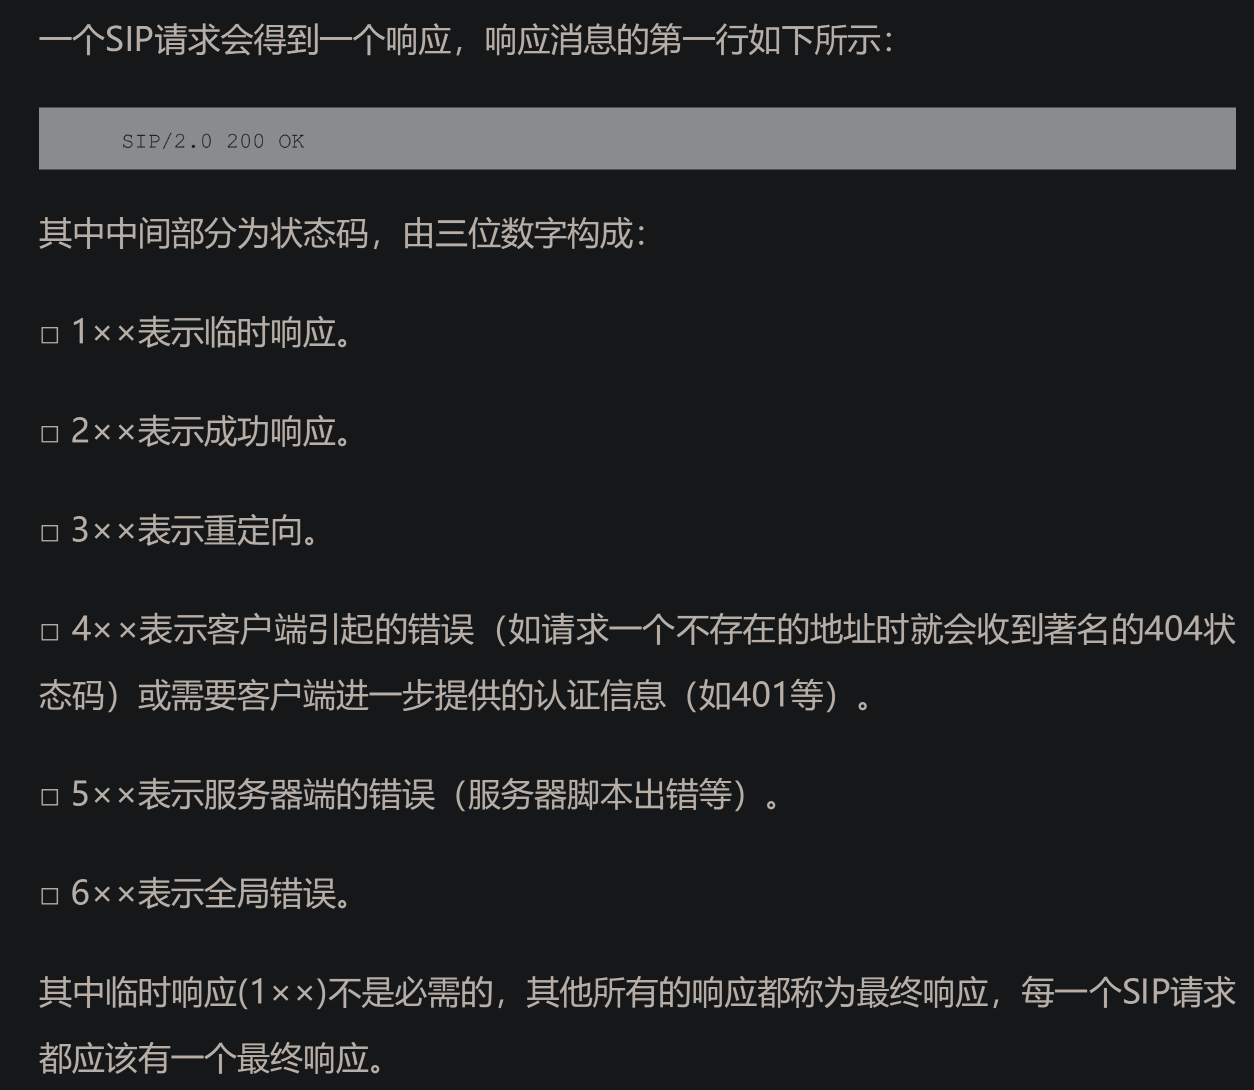 一个SIP请求会得到一个响应，响应消息的第一行如下所示：
SIP/2.0 200 OK
其中中间部分为状态码，由三位数字构成：
□ 1××表示临时响应。
□ 2××表示成功响应。
□ 3××表示重定向。
□ 4××表示客户端引起的错误（如请求一个不存在的地址时就会收到著名的404状
态码）或需要客户端进一步提供的认证信息（如401等）。
□ 5××表示服务器端的错误（服务器脚本出错等）。
□ 6××表示全局错误。
其中临时响应(1××)不是必需的，其他所有的响应都称为最终响应，每一个SIP请求
都应该有一个最终响应。